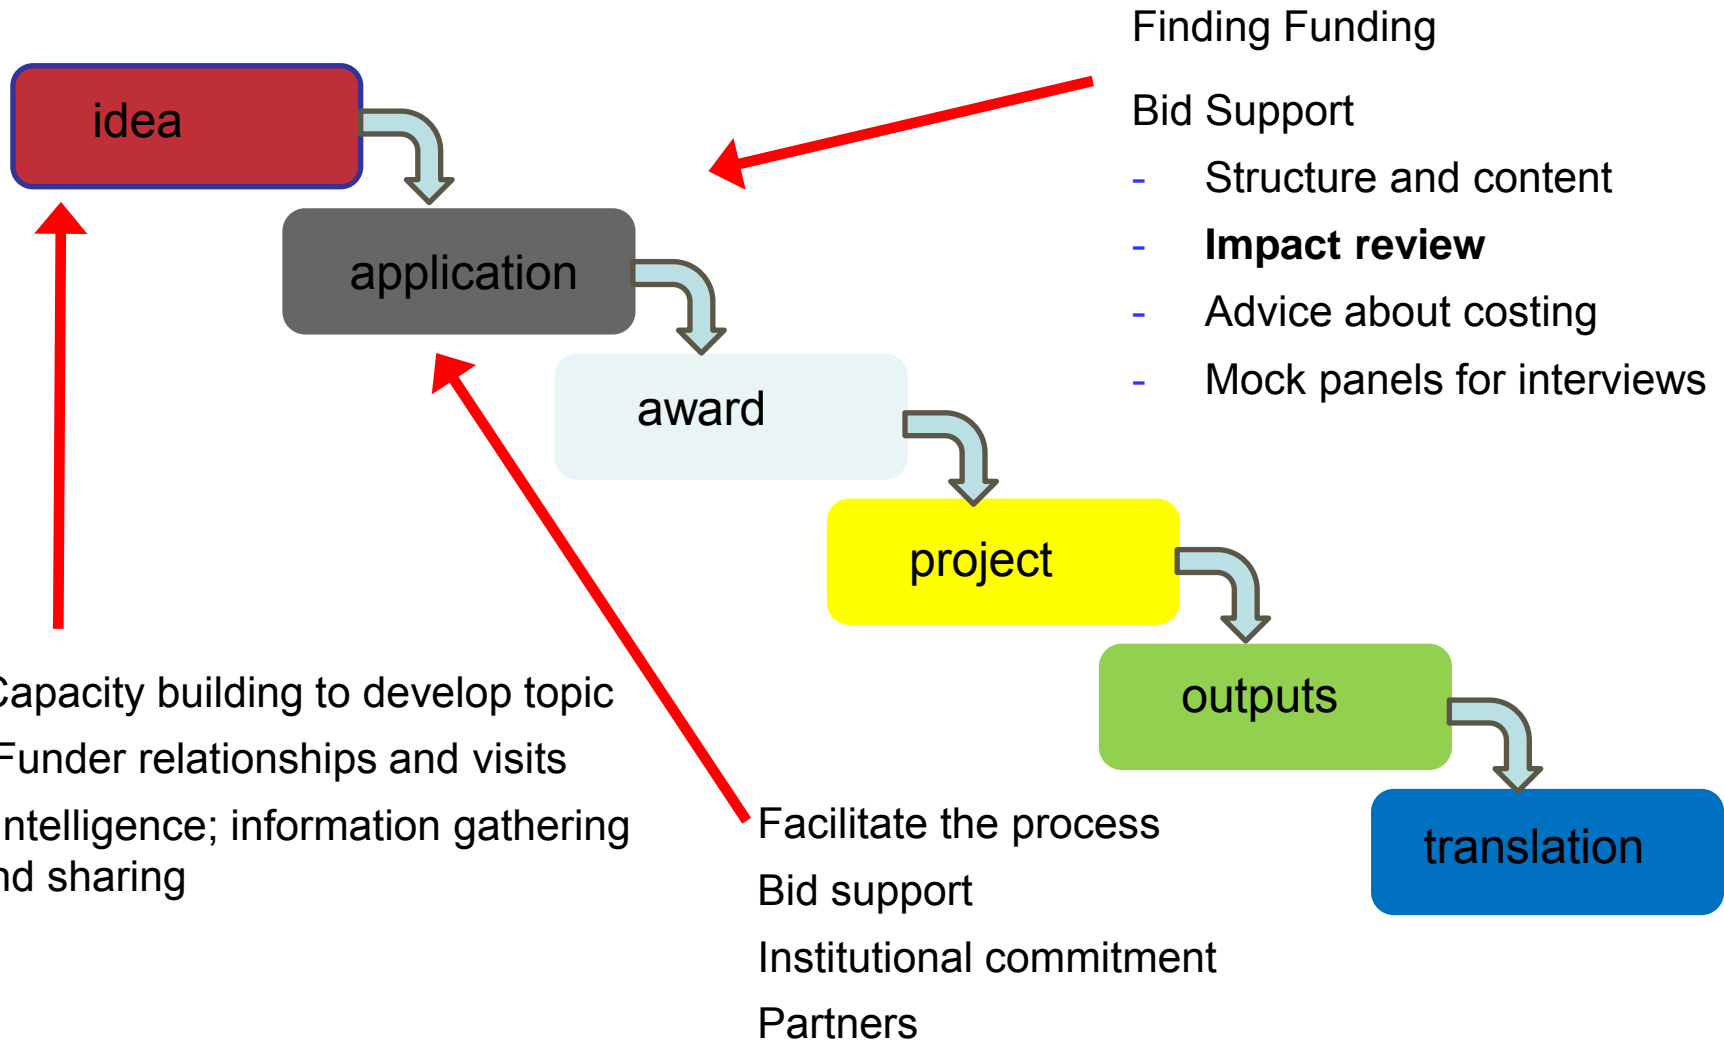 Finding Funding
idea
Bid Support
- Structure and content
- Impact review
application
- Advice about costing
- Mock panels for interviews
award
project
outputs
translation
Capacity building to develop topic
Funder relationships and visits
ntelligence; information gathering
nd sharing
Facilitate the process
Bid support
Institutional commitment
Partners